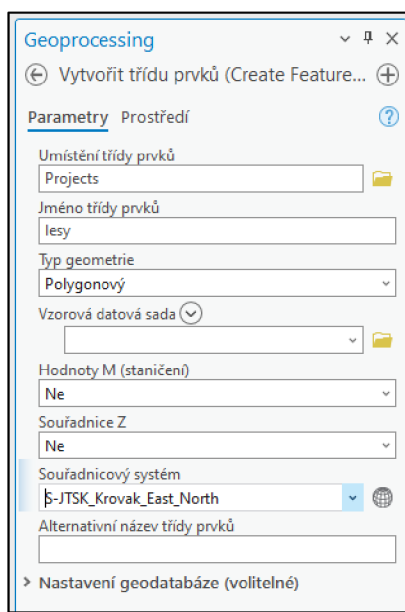 Geoprocessing
Vytvořit třídu prvků (Create Feature...
Parametry Prostředí
Umístění třídy prvků
Projects
Jméno třídy prvků
lesy
Typ geometrie
Polygonový
Vzorová datová sada
Hodnoty M (staničení)
Ne
Souřadnice Z
Ne
Souřadnicový systém
S-JTSK_Krovak_East_North
Alternativní název třídy prvků
Nastavení geodatabáze (volitelné)